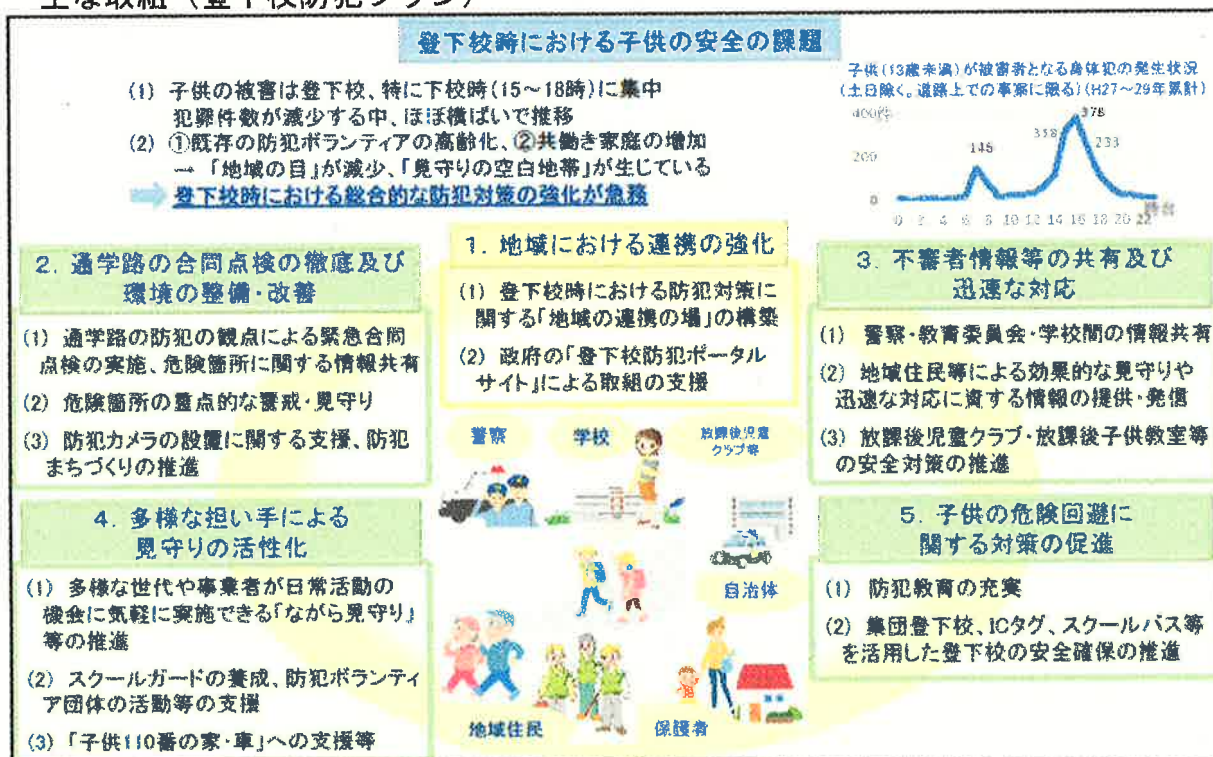 主な取組（登下校防犯プラン）
登下校時における子供の安全の課題
(1) 子供の被害は登下校、特に下校時(15～18時)に集中
犯罪件数が減少する中、ほぼ横ばいで推移
(2) ①既存の防犯ボランティアの高齢化、②共働き家庭の増加
→ 「地域の目」が減少、「見守りの空白地帯」が生じている
登下校時における総合的な防犯対策の強化が急務
子供(13歳未満)が被害者となる身体犯の発生状況
(土日除く。道路上での事案に限る)(H27～29年累計)
400件
200
0
146
358
378
233
0 2 4 6 8 10 12 14 16 18 20 22
時台
1. 地域における連携の強化
(1) 登下校時における防犯対策に
関する「地域の連携の場」の構築
(2) 政府の「登下校防犯ポータル
サイト」による取組の支援
2. 通学路の合同点検の徹底及び
環境の整備・改善
(1) 通学路の防犯の観点による緊急合同
点検の実施、危険箇所に関する情報共有
(2) 危険箇所の重点的な警戒・見守り
(3) 防犯カメラの設置に関する支援、防犯
まちづくりの推進
3. 不審者情報等の共有及び
迅速な対応
(1) 警察・教育委員会・学校間の情報共有
(2) 地域住民等による効果的な見守りや
迅速な対応に資する情報の提供・発信
(3) 放課後児童クラブ・放課後子供教室等
の安全対策の推進
4. 多様な担い手による
見守りの活性化
(1) 多様な世代や事業者が日常活動の
機会に気軽に実施できる「ながら見守り」
等の推進
(2) スクールガードの養成、防犯ボランティ
ア団体の活動等の支援
(3) 「子供110番の家・車」への支援等
5. 子供の危険回避に
関する対策の促進
(1) 防犯教育の充実
(2) 集団登下校、ICタグ、スクールバス等
を活用した登下校の安全確保の推進
警察
学校
放課後児童
クラブ等
自治体
地域住民
保護者